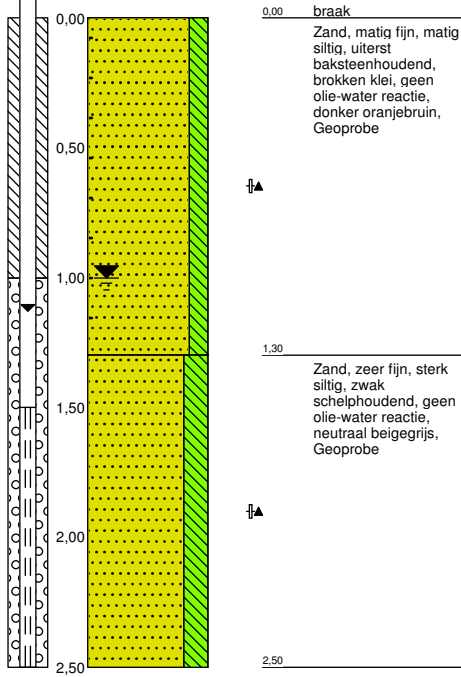 0,00
0,50
1,00
1,50
2,00
2,50
0,00 braak
Zand, matig fijn, matig
siltig, uiterst
baksteenhoudend,
brokken klei, geen
olie-water reactie,
donker oranjebruin,
Geoprobe
1,30
Zand, zeer fijn, sterk
siltig, zwak
schelphoudend, geen
olie-water reactie,
neutraal beigegrijs,
Geoprobe
2,50